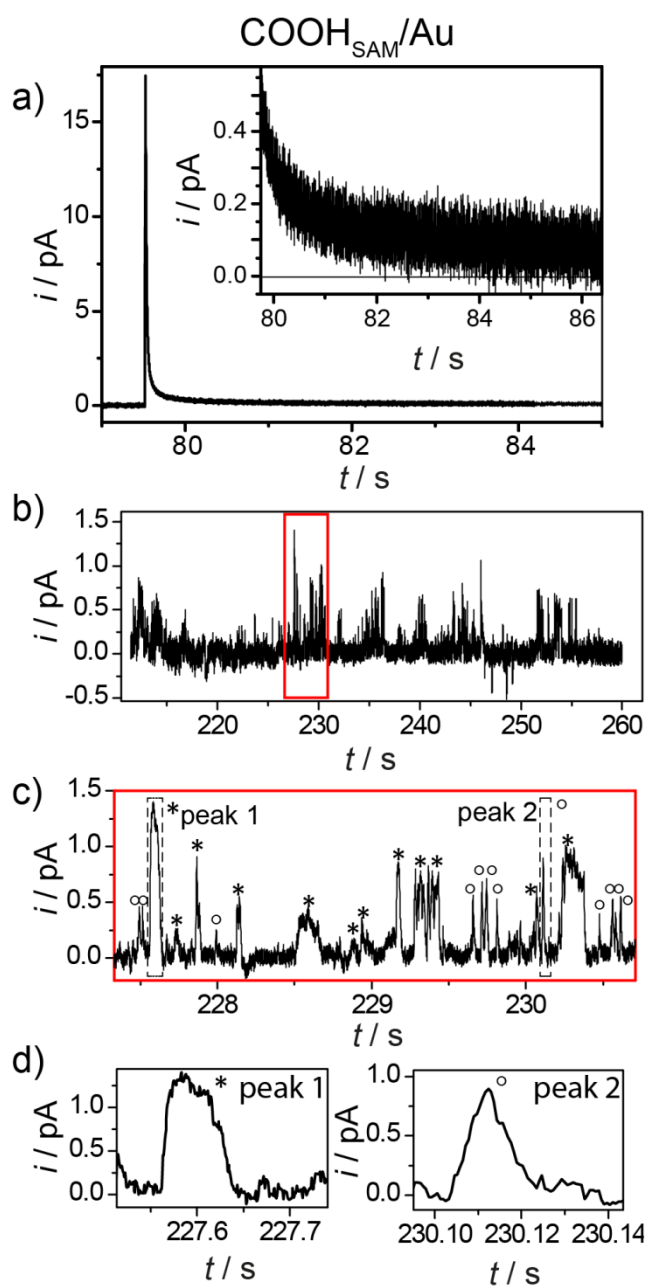 COOH_SAM/Au
a)
i / pA
15
10
5
0
80 82 84
t / s
i / pA
0.4
0.2
0.0
80 82 84 86
t / s
b)
i / pA
1.5
1.0
0.5
0.0
-0.5
220 230 240 250 260
t / s
c)
i / pA
1.5
1.0
0.5
0.0
* peak 1
peak 2
228 229 230
t / s
d)
i / pA
1.0
0.5
0.0
* peak 1
227.6 227.7
t / s
i / pA
1.0
0.5
0.0
° peak 2
230.10 230.12 230.14
t / s